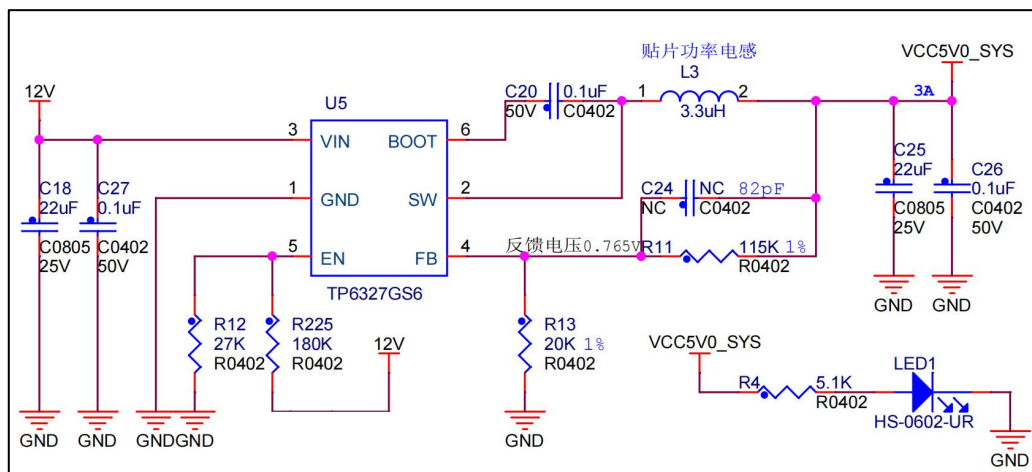 贴片功率电感
L3
1 2
3.3uH
VCC5V0_SYS
3A
12V
U5
C20 0.1uF
50V C0402
3 VIN BOOT 6
1 GND SW 2
5 EN FB 4
TP6327GS6
C18
22uF
C0805
25V
C27
0.1uF
C0402
50V
C24 NC 82pF
NC C0402
反馈电压0.765V
R11 115K 1%
R0402
C25
22uF
C0805
25V
C26
0.1uF
C0402
50V
GND
GND
R12
27K
R0402
R225
180K
R0402
12V
R13
20K 1%
R0402
VCC5V0_SYS
R4 5.1K
R0402
LED1
HS-0602-UR
GND
GND
GND
GND
GND
GND